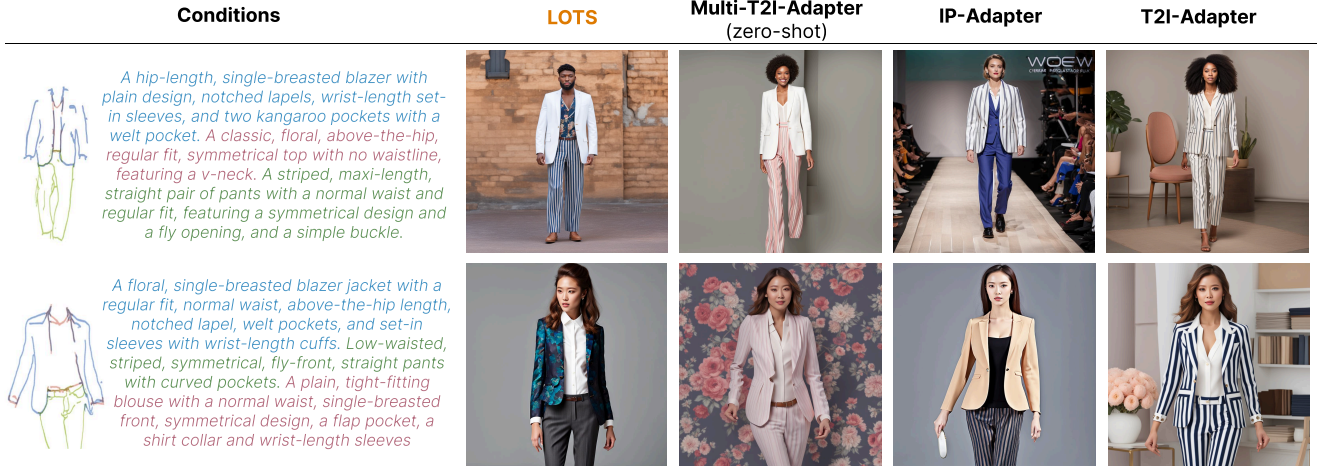 Conditions
LOTS
Multi-T2I-Adapter
(zero-shot)
IP-Adapter
T2I-Adapter
A hip-length, single-breasted blazer with
plain design, notched lapels, wrist-length set-
in sleeves, and two kangaroo pockets with a
welt pocket. A classic, floral, above-the-hip,
regular fit, symmetrical top with no waistline,
featuring a v-neck. A striped, maxi-length,
straight pair of pants with a normal waist and
regular fit, featuring a symmetrical design and
a fly opening, and a simple buckle.
WOEW
A floral, single-breasted blazer jacket with a
regular fit, normal waist, above-the-hip length,
notched lapel, welt pockets, and set-in
sleeves with wrist-length cuffs. Low-waisted,
striped, symmetrical, fly-front, straight pants
with curved pockets. A plain, tight-fitting
blouse with a normal waist, single-breasted
front, symmetrical design, a flap pocket, a
shirt collar and wrist-length sleeves